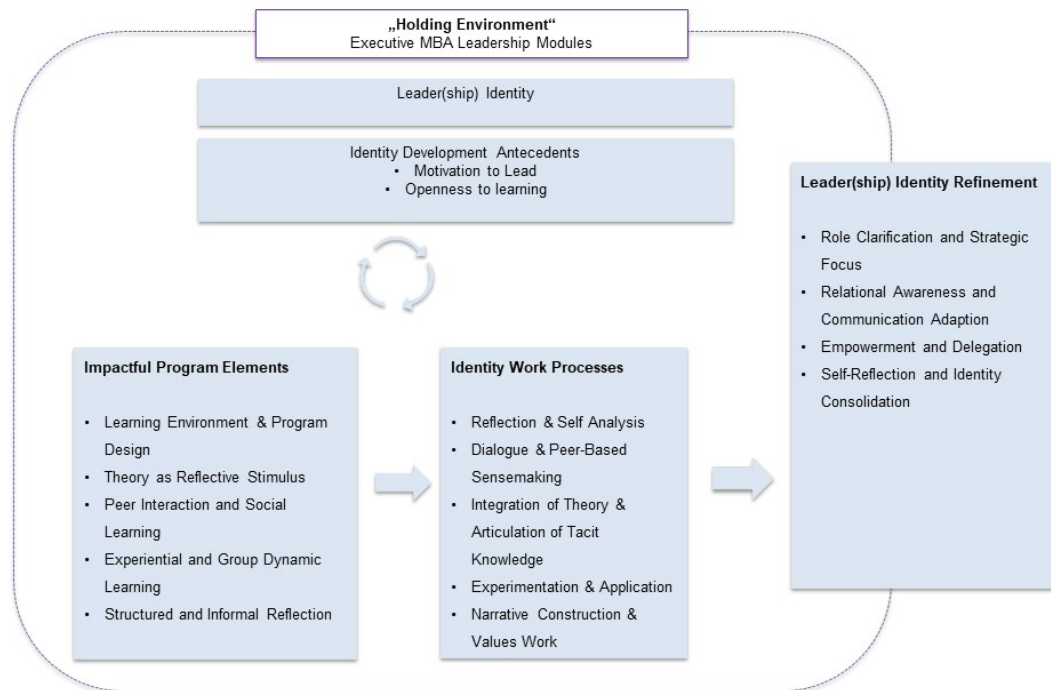 „Holding Environment“
Executive MBA Leadership Modules
Leader(ship) Identity
Identity Development Antecedents
• Motivation to Lead
• Openness to learning
Impactful Program Elements
• Learning Environment & Program
Design
• Theory as Reflective Stimulus
• Peer Interaction and Social
Learning
• Experiential and Group Dynamic
Learning
• Structured and Informal Reflection
Identity Work Processes
• Reflection & Self Analysis
• Dialogue & Peer-Based
Sensemaking
• Integration of Theory &
Articulation of Tacit
Knowledge
• Experimentation & Application
• Narrative Construction &
Values Work
Leader(ship) Identity Refinement
• Role Clarification and Strategic
Focus
• Relational Awareness and
Communication Adaption
• Empowerment and Delegation
• Self-Reflection and Identity
Consolidation